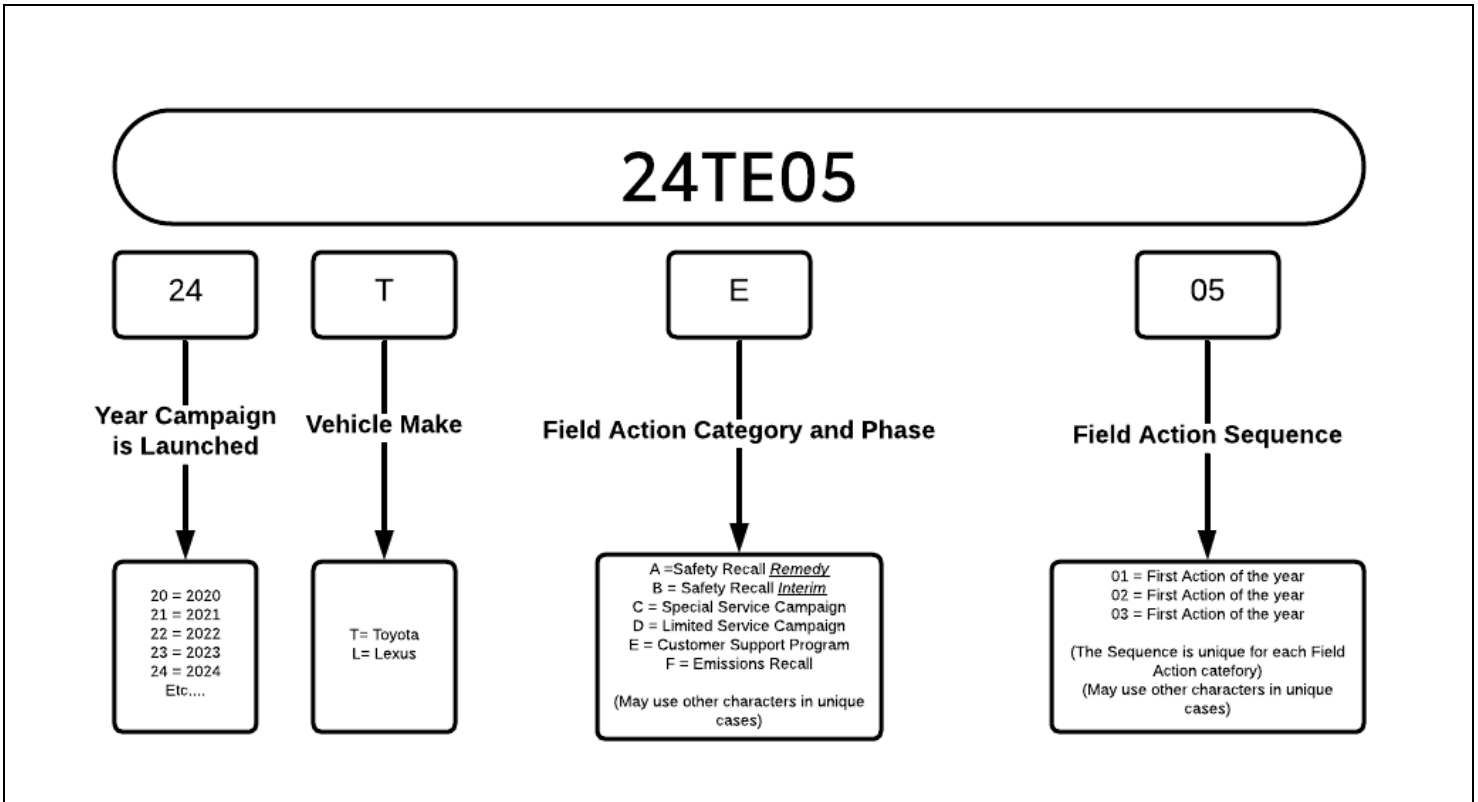 24TE05
24
T
E
05
Year Campaign
is Launched
Vehicle Make
Field Action Category and Phase
Field Action Sequence
20 = 2020
21 = 2021
22 = 2022
23 = 2023
24 = 2024
Etc....
T= Toyota
L= Lexus
A =Safety Recall Remedy
B = Safety Recall Interim
C = Special Service Campaign
D = Limited Service Campaign
E = Customer Support Program
F = Emissions Recall
(May use other characters in unique
cases)
01 = First Action of the year
02 = First Action of the year
03 = First Action of the year
(The Sequence is unique for each Field
Action catefory)
(May use other characters in unique
cases)